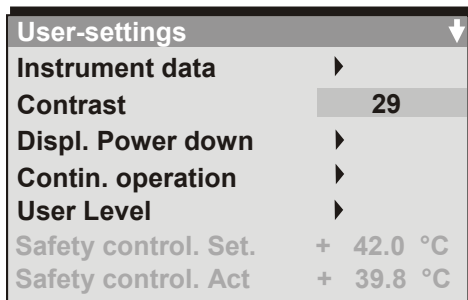 User-settings
Instrument data
Contrast 29
Displ. Power down
Contin. operation
User Level
Safety control. Set. + 42.0 °C
Safety control. Act + 39.8 °C